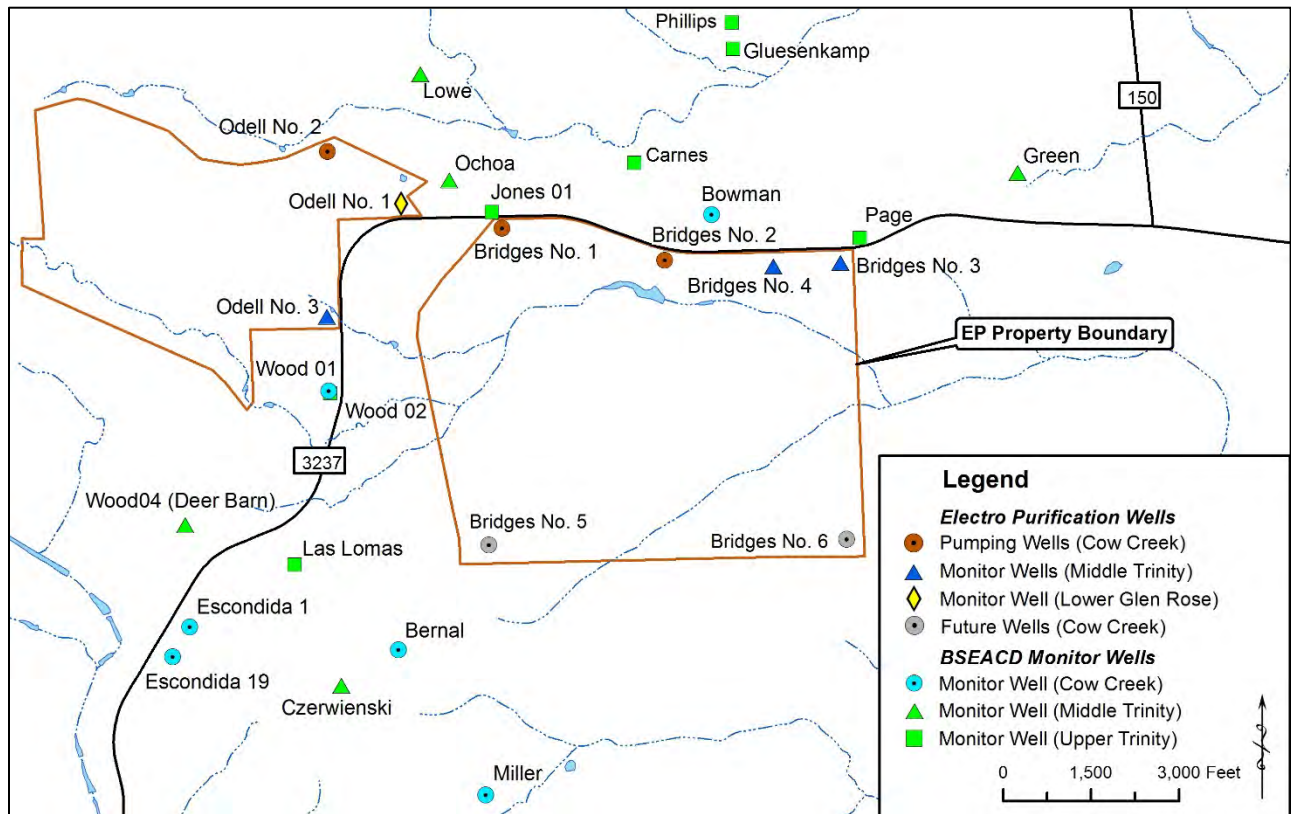 Phillips
Gluesenkamp
Lowe
150
Odell No. 2
Ochoa
Carnes
Green
Odell No. 1
Jones 01
Bowman
Page
Bridges No. 1
Bridges No. 2
Bridges No. 4
Bridges No. 3
Odell No. 3
EP Property Boundary
Wood 01
Wood 02
3237
Wood04 (Deer Barn)
Bridges No. 5
Bridges No. 6
Las Lomas
Escondida 1
Bernal
Escondida 19
Czerwienski
Miller
Legend
Electro Purification Wells
Pumping Wells (Cow Creek)
Monitor Wells (Middle Trinity)
Monitor Well (Lower Glen Rose)
Future Wells (Cow Creek)
BSEACD Monitor Wells
Monitor Well (Cow Creek)
Monitor Well (Middle Trinity)
Monitor Well (Upper Trinity)
0 1,500 3,000 Feet